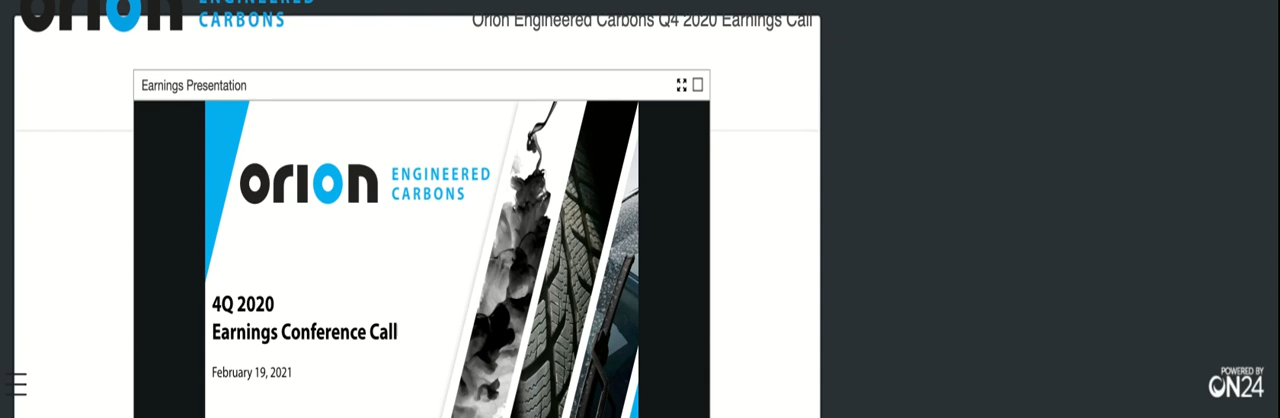 orion
ENGINEERED
CARBONS
Orion Engineered Carbons Q4 2020 Earnings Call
Earnings Presentation
orion ENGINEERED
CARBONS
4Q 2020
Earnings Conference Call
February 19, 2021
POWERED BY
ON24